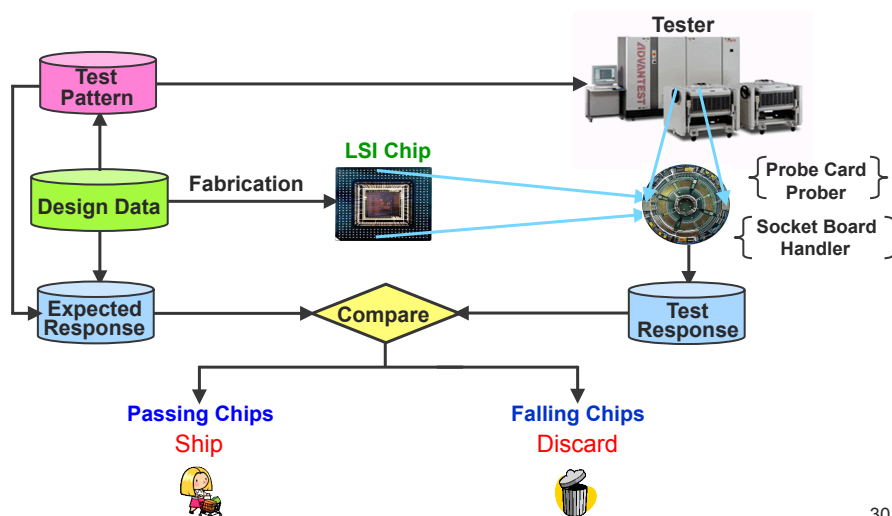 Tester
Test
Pattern
ADVANTEST
LSI Chip
Fabrication
Design Data
Probe Card
Prober
Socket Board
Handler
Expected
Response
Compare
Test
Response
Passing Chips
Falling Chips
Ship
Discard
30